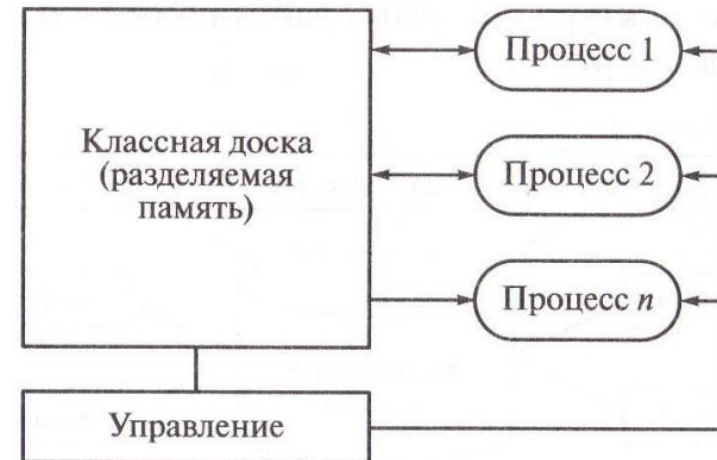 Классная доска
(разделяемая
память)
Процесс 1
Процесс 2
Процесс n
Управление